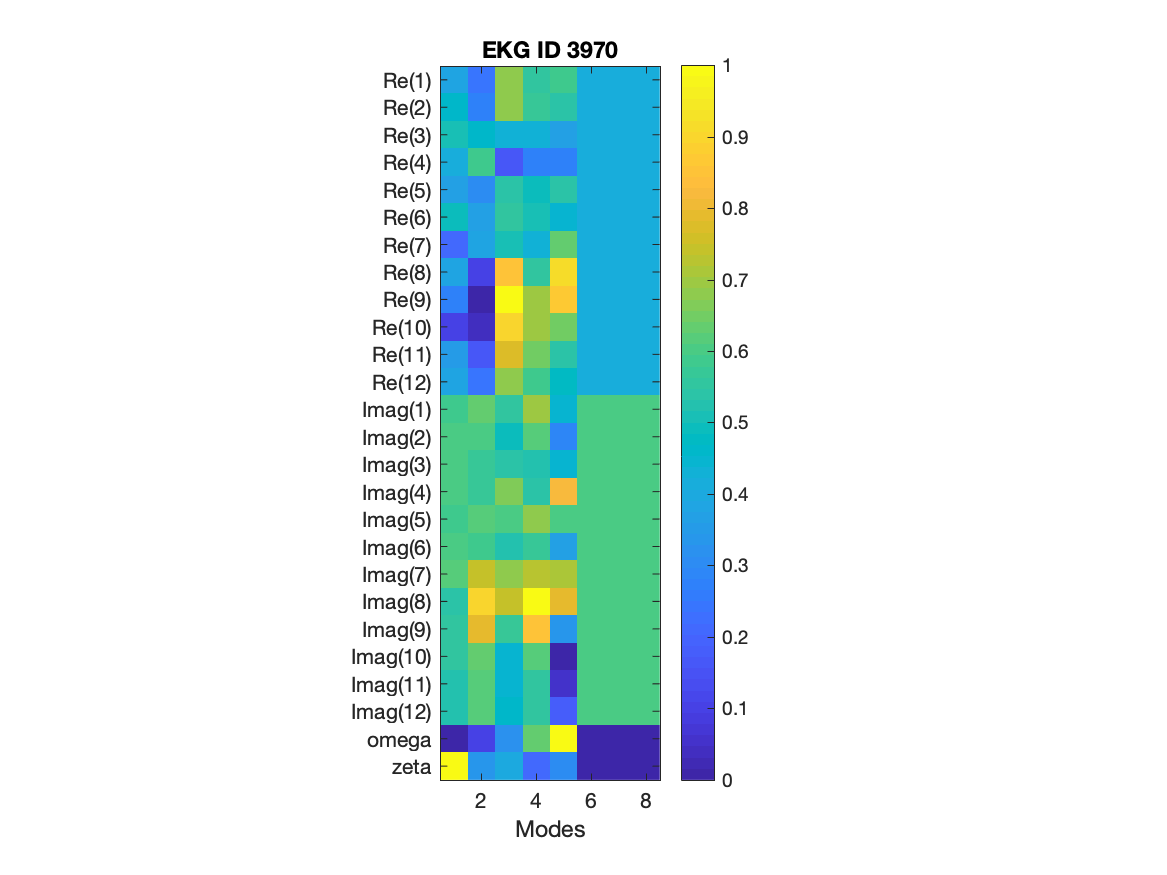 EKG ID 3970
Re(1)
Re(2)
Re(3)
Re(4)
Re(5)
Re(6)
Re(7)
Re(8)
Re(9)
Re(10)
Re(11)
Re(12)
Imag(1)
Imag(2)
Imag(3)
Imag(4)
Imag(5)
Imag(6)
Imag(7)
Imag(8)
Imag(9)
Imag(10)
Imag(11)
Imag(12)
omega
zeta
2 4 6 8
Modes
1
0.9
0.8
0.7
0.6
0.5
0.4
0.3
0.2
0.1
0